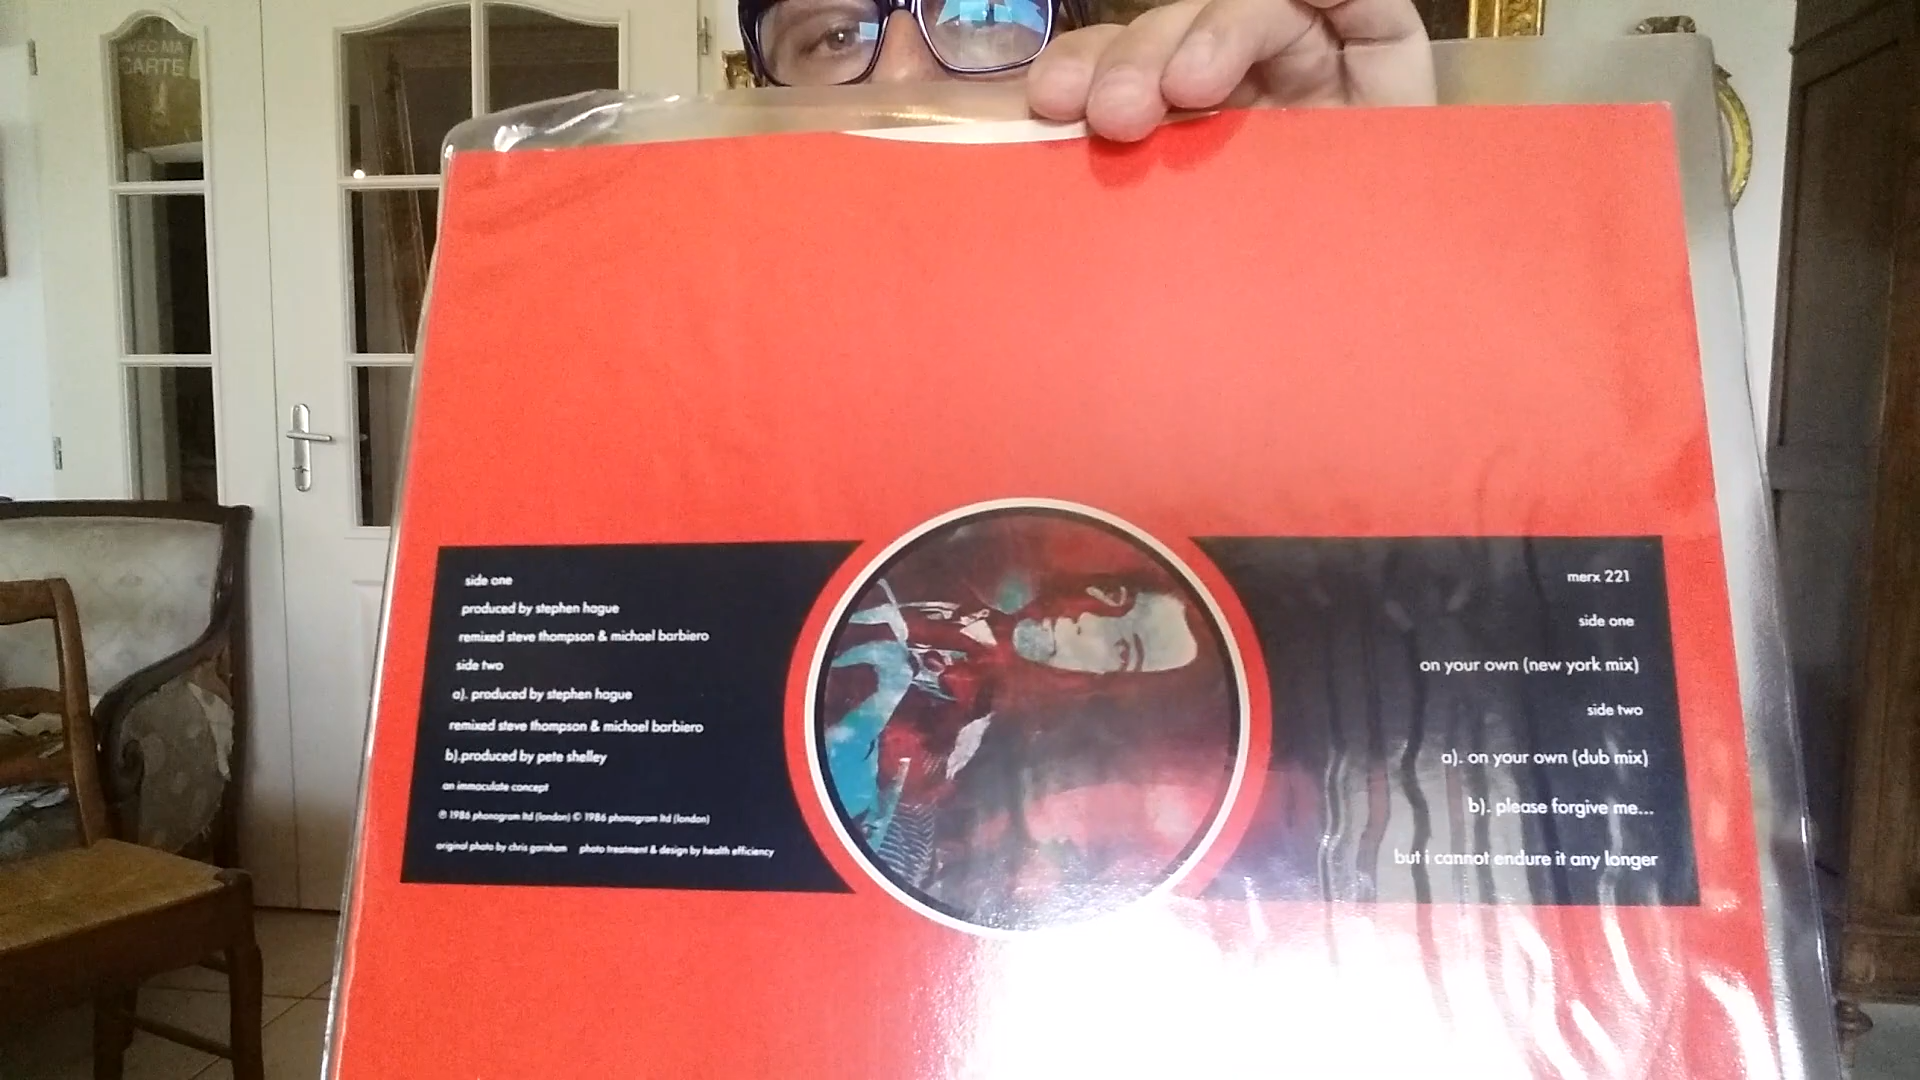 AVEC MA
CARTE
side one
produced by stephen hague
remixed steve thompson & michael barbiero
side two
a). produced by stephen hague
remixed steve thompson & michael barbiero
b).produced by pete shelley
an immaculate concept
℗ 1986 phonogram ltd (london) © 1986 phonogram ltd (london)
original photo by chris garnham photo treatment & design by health efficiency
merx 221
side one
on your own (new york mix)
side two
a). on your own (dub mix)
b). please forgive me...
but i cannot endure it any longer